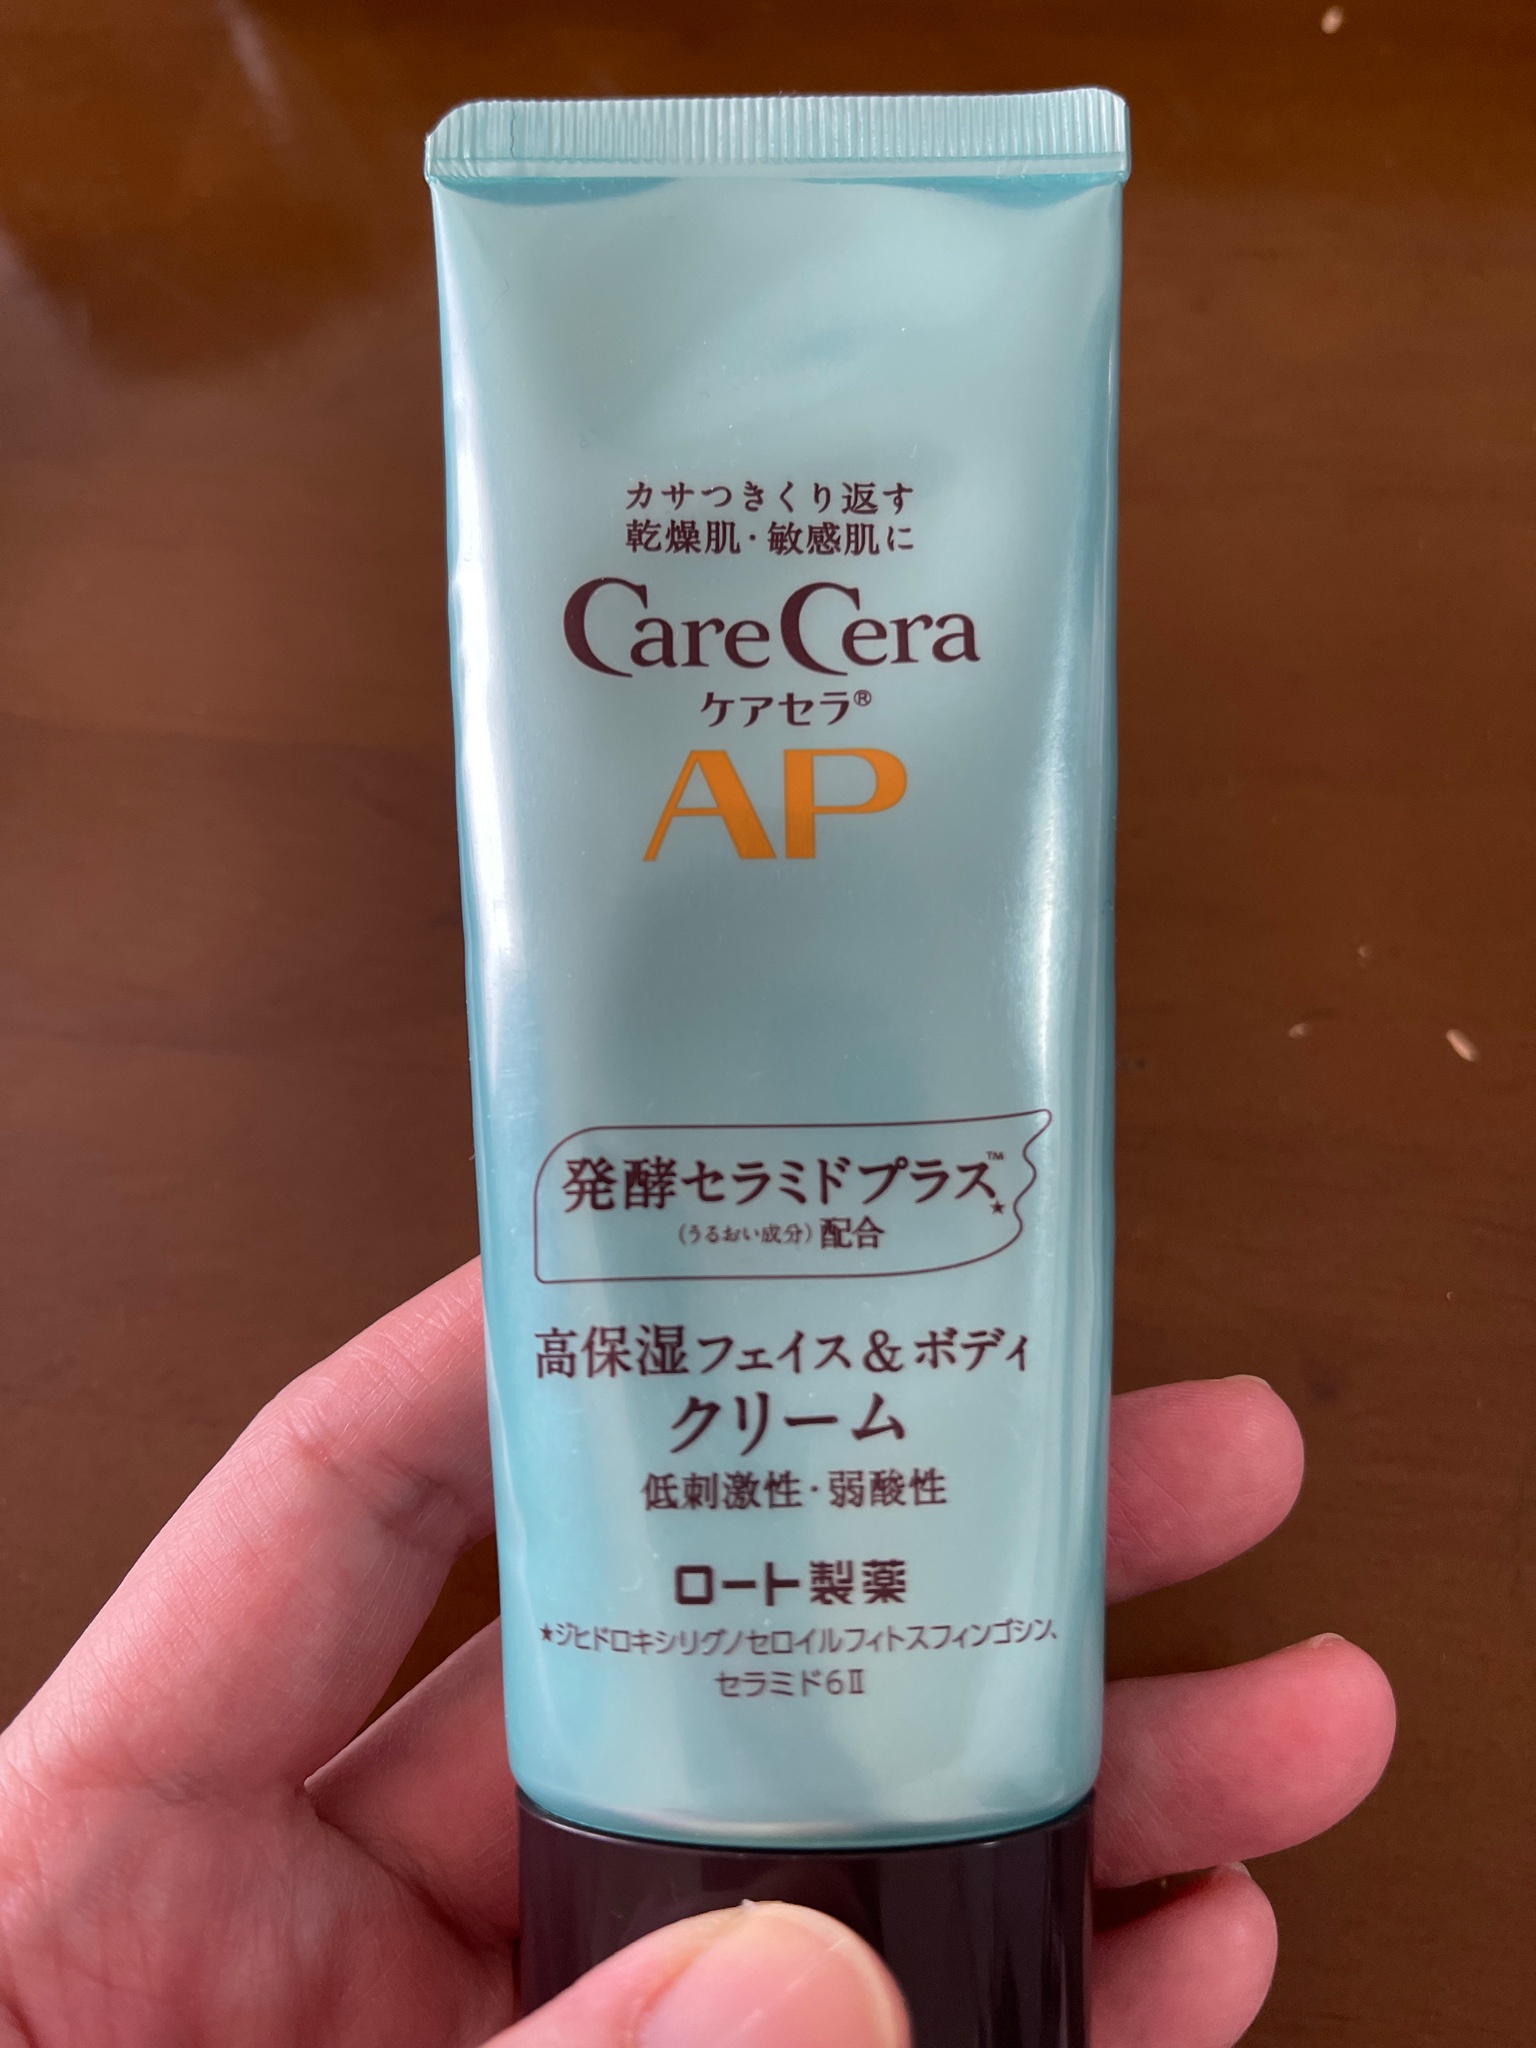 カサつきくり返す
乾燥肌・敏感肌に
CareCera
ケアセラ®
AP
発酵セラミドプラス™★
(うるおい成分)配合
高保湿フェイス&ボディ
クリーム
低刺激性・弱酸性
ロート製薬
★ジヒドロキシリグノセロイルフィトスフィンゴシン、
セラミド6Ⅱ